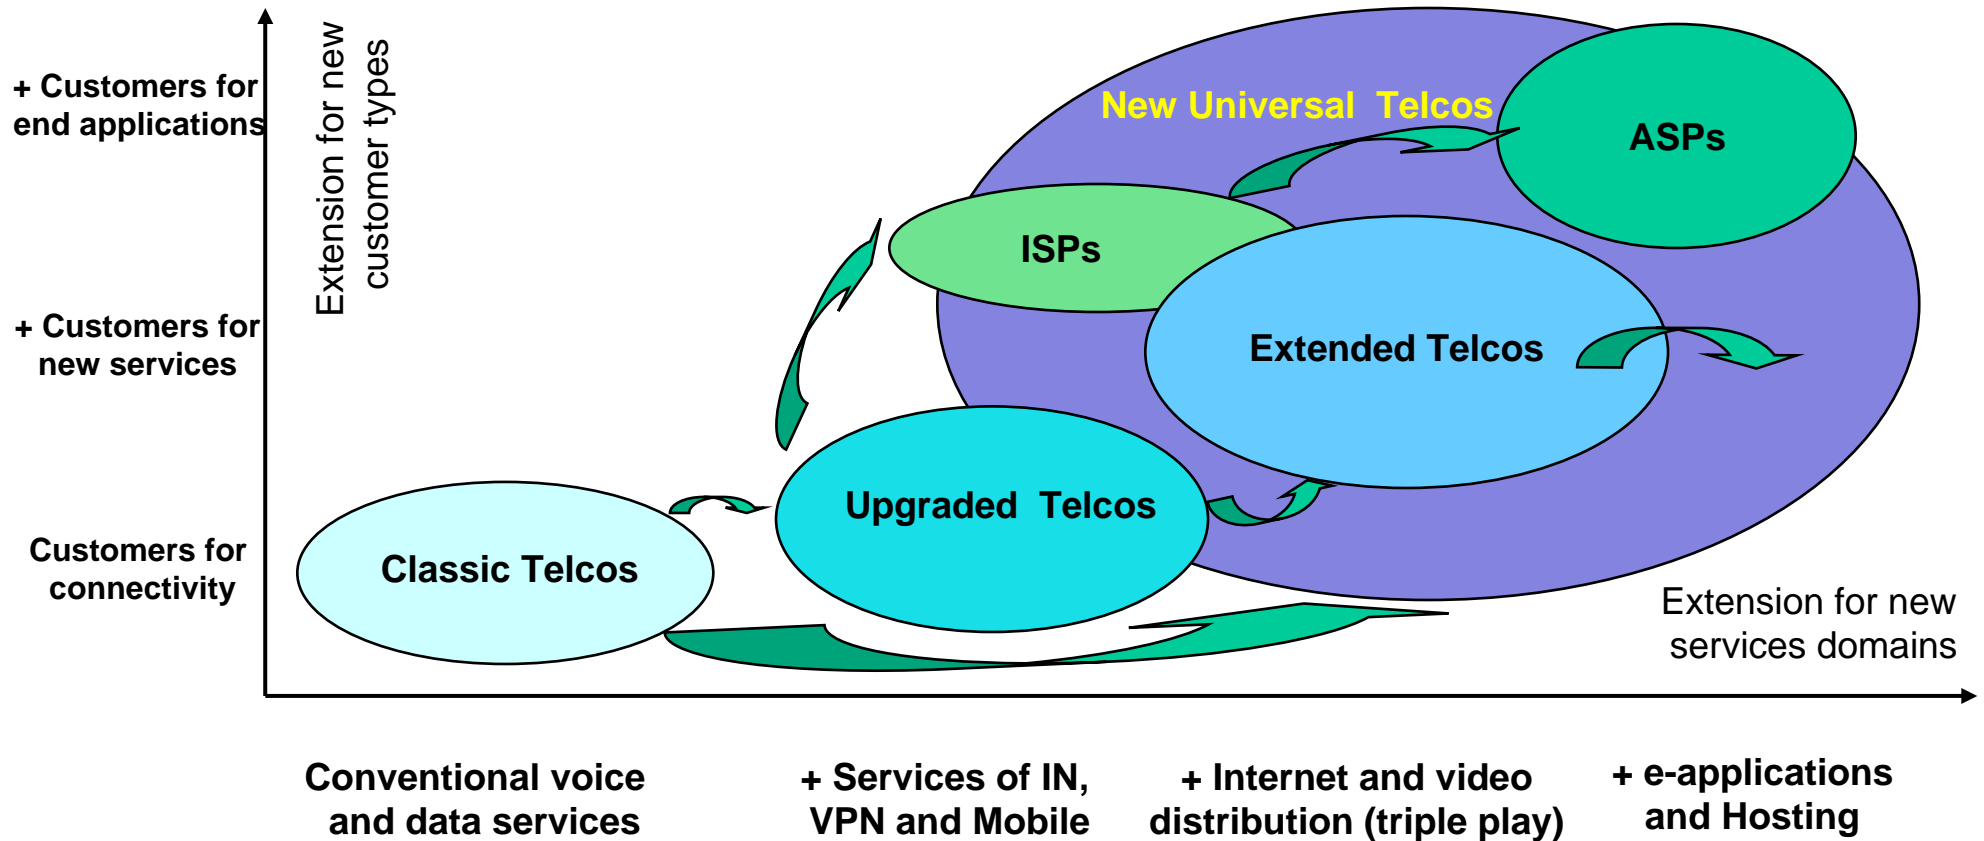 + Customers for
end applications
Extension for new
customer types
New Universal  Telcos
ASPs
ISPs
+ Customers for
new services
Extended Telcos
Upgraded  Telcos
Customers for
connectivity
Classic Telcos
Extension for new
services domains
Conventional voice
and data services
+ Services of IN,
VPN and Mobile
+ Internet and video
distribution (triple play)
+ e-applications
and Hosting